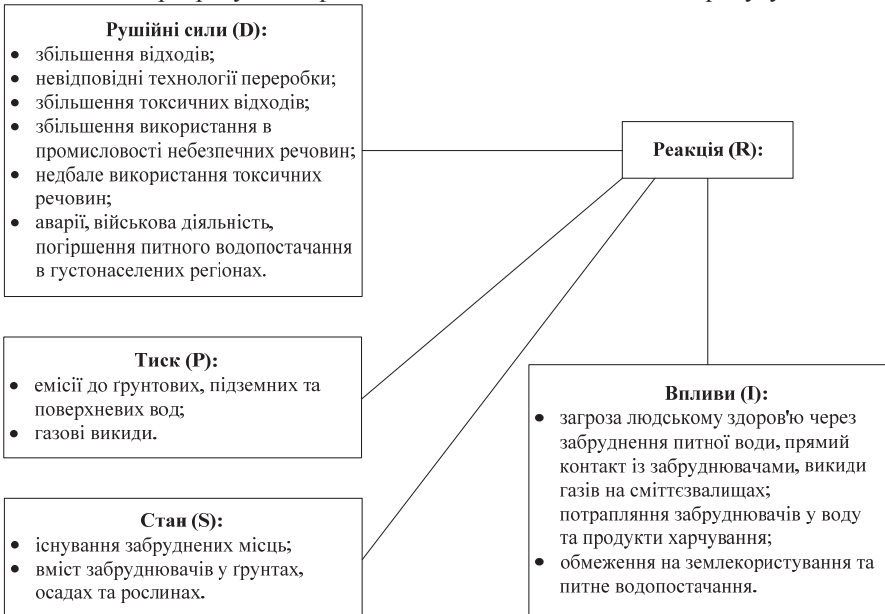 Рушійні сили (D):
• збільшення відходів;
• невідповідні технології переробки;
• збільшення токсичних відходів;
• збільшення використання в
промисловості небезпечних речовин;
• недбале використання токсичних
речовин;
• аварії, військова діяльність,
погіршення питного водопостачання
в густонаселених регіонах.
Реакція (R):
Тиск (P):
• емісії до ґрунтових, підземних та
поверхневих вод;
• газові викиди.
Впливи (I):
• загроза людському здоров'ю через
забруднення питної води, прямий
контакт із забруднювачами, викиди
газів на сміттєзвалищах;
потрапляння забруднювачів у воду
та продукти харчування;
• обмеження на землекористування та
питне водопостачання.
Стан (S):
• існування забруднених місць;
• вміст забруднювачів у ґрунтах,
осадах та рослинах.